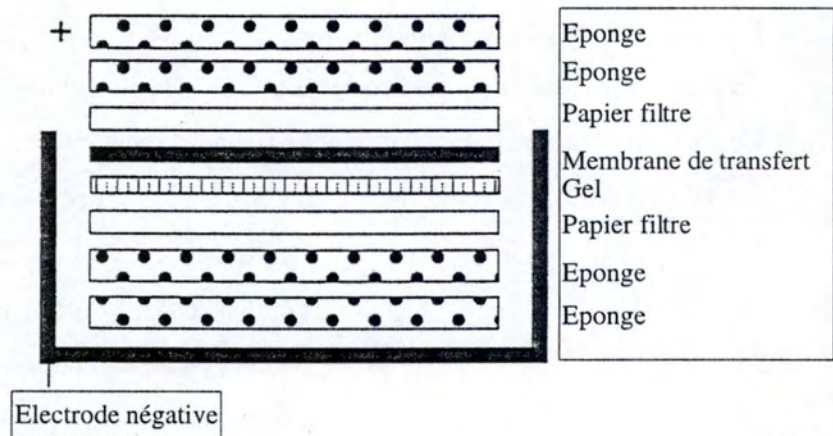 +
Eponge
Eponge
Papier filtre
Membrane de transfert
Gel
Papier filtre
Eponge
Eponge
Electrode négative